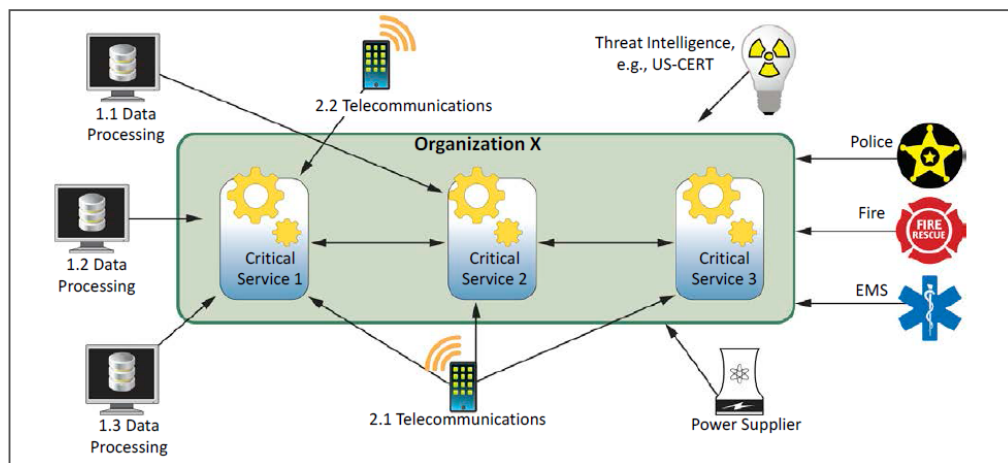 Threat Intelligence,
e.g., US-CERT
1.1 Data
Processing
2.2 Telecommunications
Organization X
Police
1.2 Data
Processing
Critical
Service 1
Critical
Service 2
Critical
Service 3
Fire
FIRE
RESCUE
EMS
1.3 Data
Processing
2.1 Telecommunications
Power Supplier